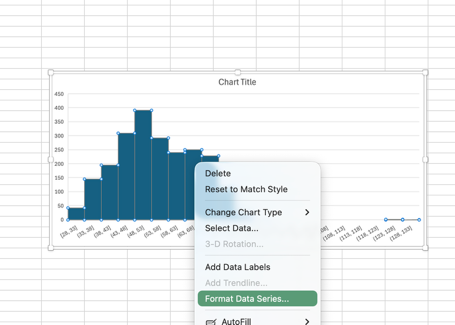 Chart Title
450
400
350
300
250
200
150
100
50
0
[28, 33] (33, 38] (38, 43] (43, 48] (48, 53] (53, 58] (58, 63] (63, 69] (108, 113] (113, 118] (118, 123] (123, 128] (128, 133]
Delete
Reset to Match Style
Change Chart Type
Select Data...
3-D Rotation...
Add Data Labels
Add Trendline...
Format Data Series...
AutoFill